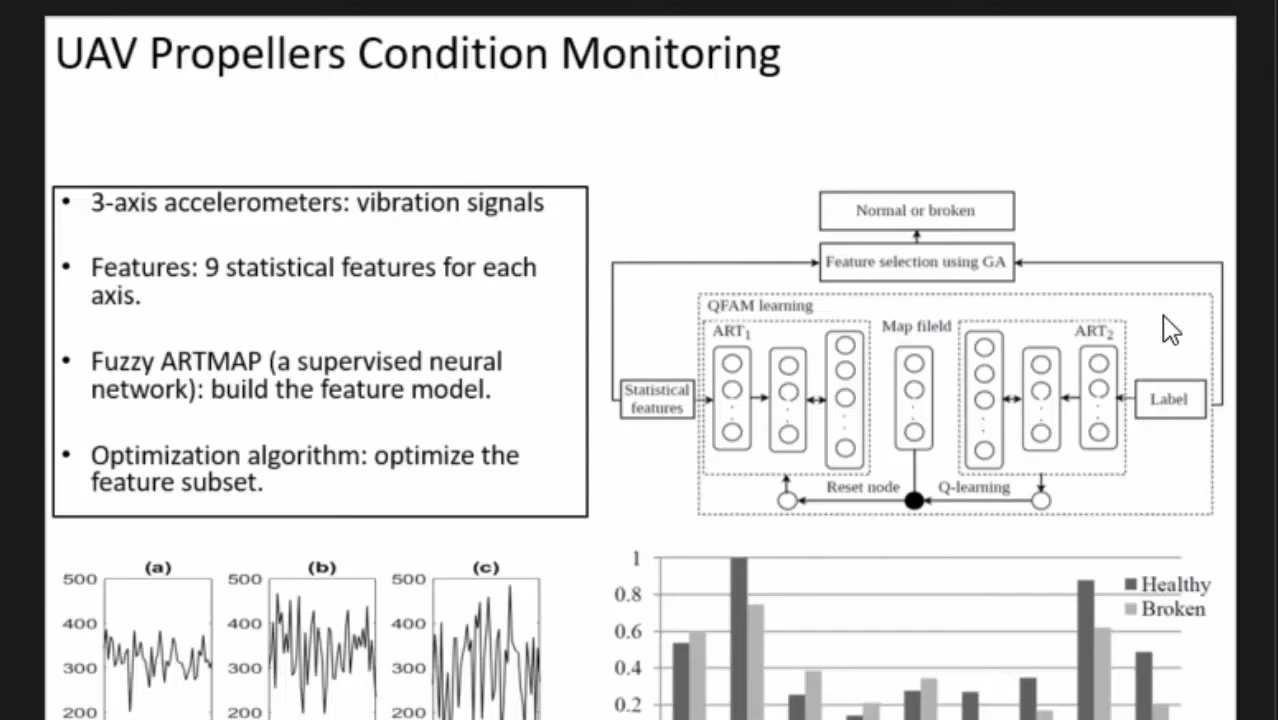 UAV Propellers Condition Monitoring
• 3-axis accelerometers: vibration signals
• Features: 9 statistical features for each
axis.
• Fuzzy ARTMAP (a supervised neural
network): build the feature model.
• Optimization algorithm: optimize the
feature subset.
Normal or broken
Feature selection using GA
QFAM learning
ART1
Map fileld
ART2
Statistical
features
Label
Reset node
Q-learning
(a)
500
400
300
200
(b)
500
400
300
200
(c)
500
400
300
200
1
0.8
0.6
0.4
0.2
Healthy
Broken